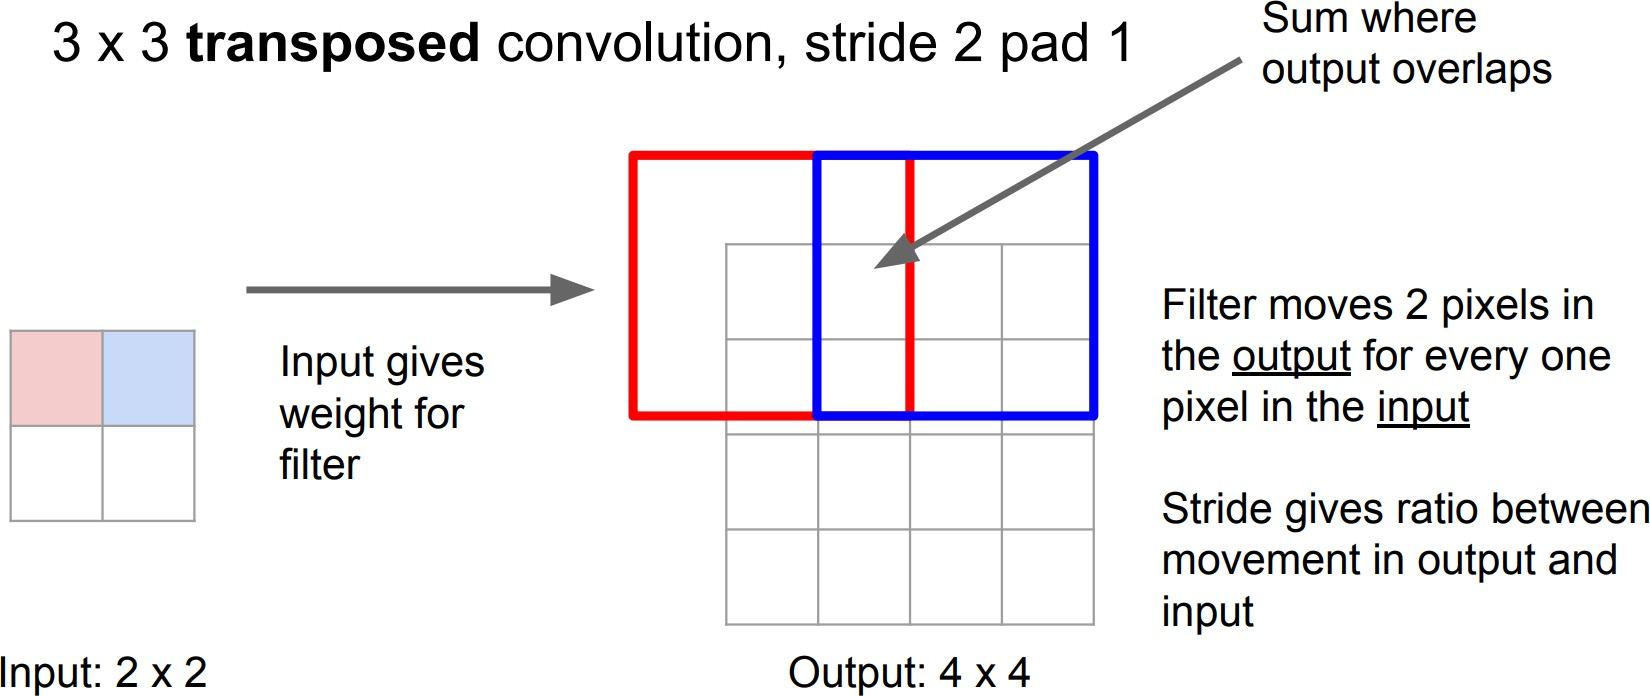 3 x 3 transposed convolution, stride 2 pad 1
Sum where
output overlaps
Input gives
weight for
filter
Filter moves 2 pixels in
the output for every one
pixel in the input
Stride gives ratio between
movement in output and
input
Input: 2 x 2
Output: 4 x 4